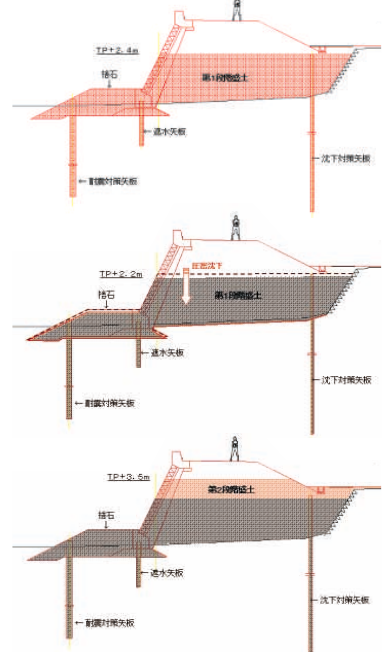 TP+2.4m
捨石
第1段階盛土
遮水矢板
沈下対策矢板
耐震対策矢板
圧密沈下
TP+2.2m
捨石
第1段階盛土
遮水矢板
沈下対策矢板
耐震対策矢板
TP+3.5m
第2段階盛土
捨石
遮水矢板
沈下対策矢板
耐震対策矢板